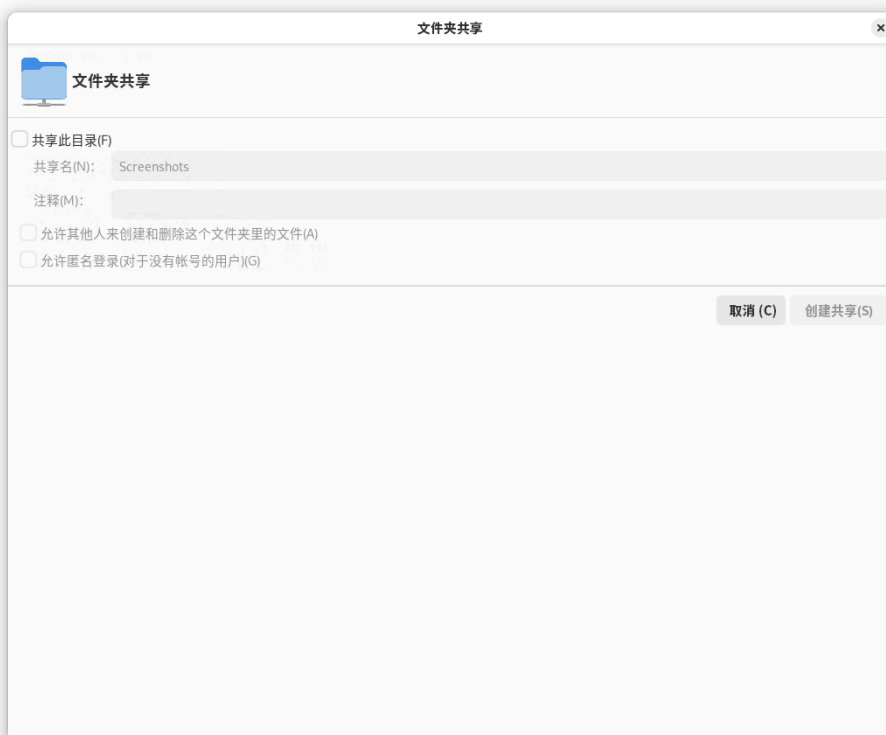 文件夹共享
文件夹共享
共享此目录(F)
共享名(N)： Screenshots
注释(M)：
允许其他人来创建和删除这个文件夹里的文件(A)
允许匿名登录(对于没有帐号的用户)(G)
取消 (C) 创建共享(S)